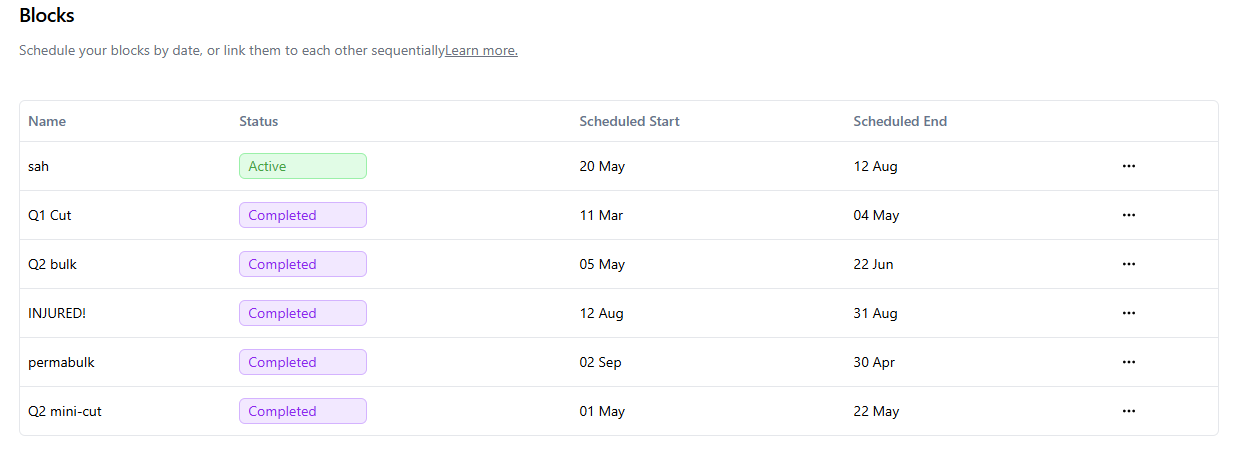 Blocks
Schedule your blocks by date, or link them to each other sequentiallyLearn more.
Name Status Scheduled Start Scheduled End
sah Active 20 May 12 Aug
Q1 Cut Completed 11 Mar 04 May
Q2 bulk Completed 05 May 22 Jun
INJURED! Completed 12 Aug 31 Aug
permabulk Completed 02 Sep 30 Apr
Q2 mini-cut Completed 01 May 22 May